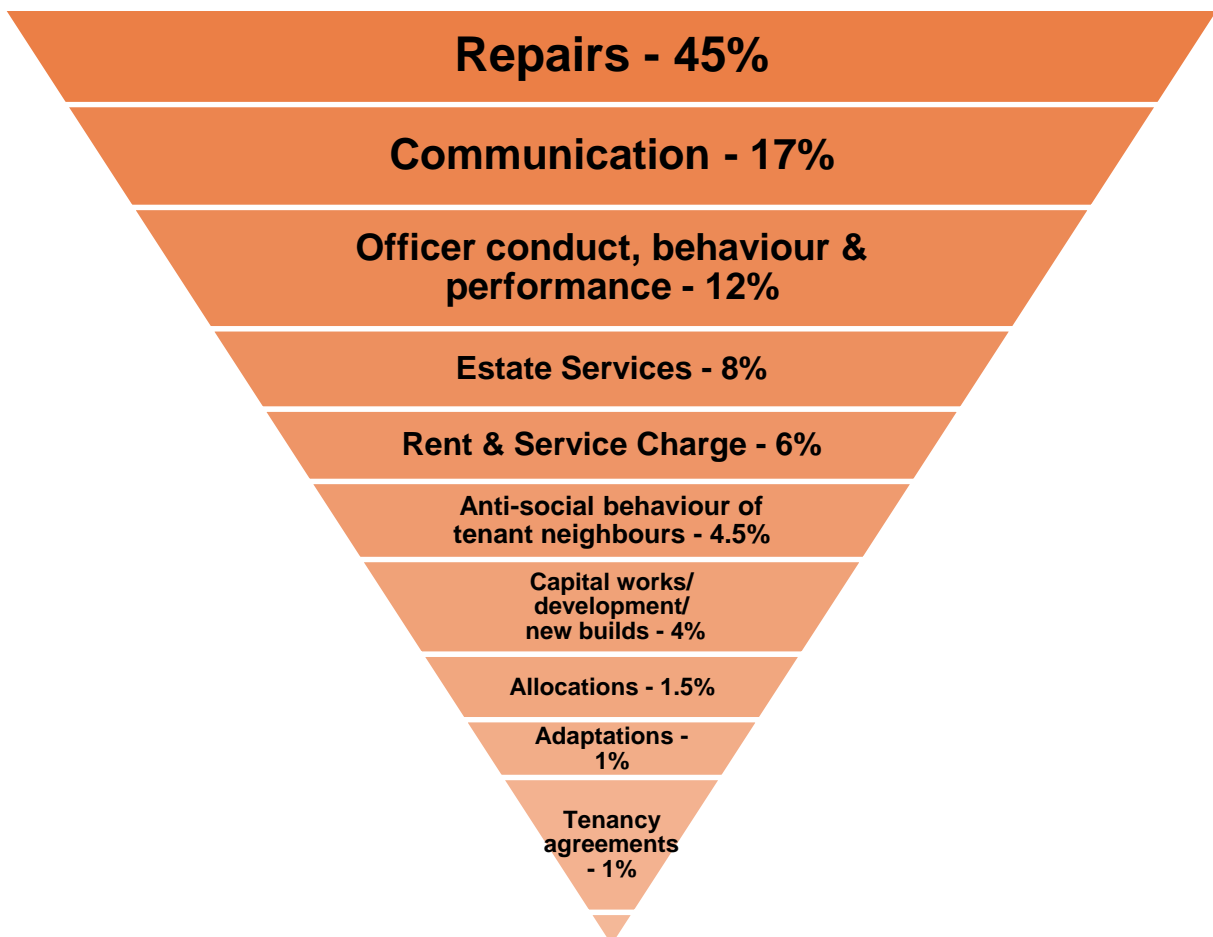 Repairs - 45%
Communication - 17%
Officer conduct, behaviour &
performance - 12%
Estate Services - 8%
Rent & Service Charge - 6%
Anti-social behaviour of
tenant neighbours - 4.5%
Capital works/
development/
new builds - 4%
Allocations - 1.5%
Adaptations -
1%
Tenancy
agreements
- 1%